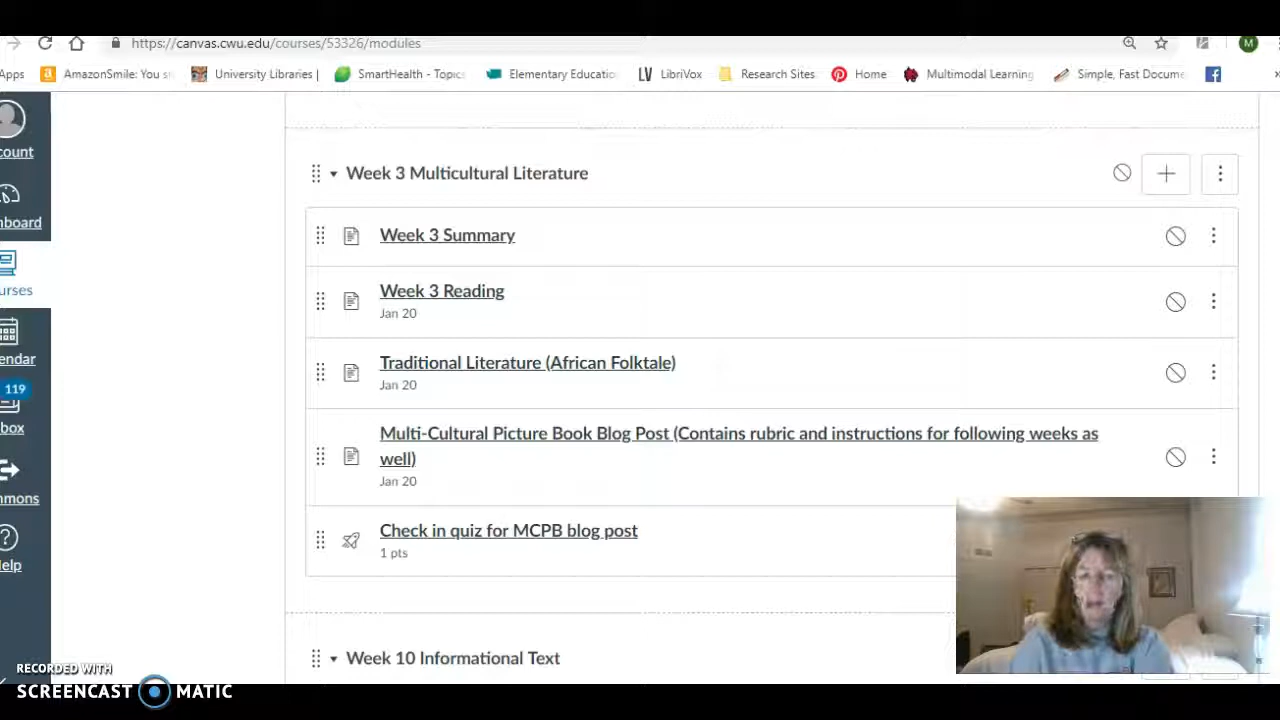 https://canvas.cwu.edu/courses/53326/modules
M
Apps
AmazonSmile: You s
University Libraries |
SmartHealth - Topics
Elementary Educatio
LV LibriVox
Research Sites
Home
Multimodal Learning
Simple, Fast Docume
»
count
hboard
urses
endar
119
box
mmons
elp
Week 3 Multicultural Literature
Week 3 Summary
Week 3 Reading
Jan 20
Traditional Literature (African Folktale)
Jan 20
Multi-Cultural Picture Book Blog Post (Contains rubric and instructions for following weeks as
well)
Jan 20
Check in quiz for MCPB blog post
1 pts
Week 10 Informational Text
RECORDED WITH
SCREENCAST MATIC